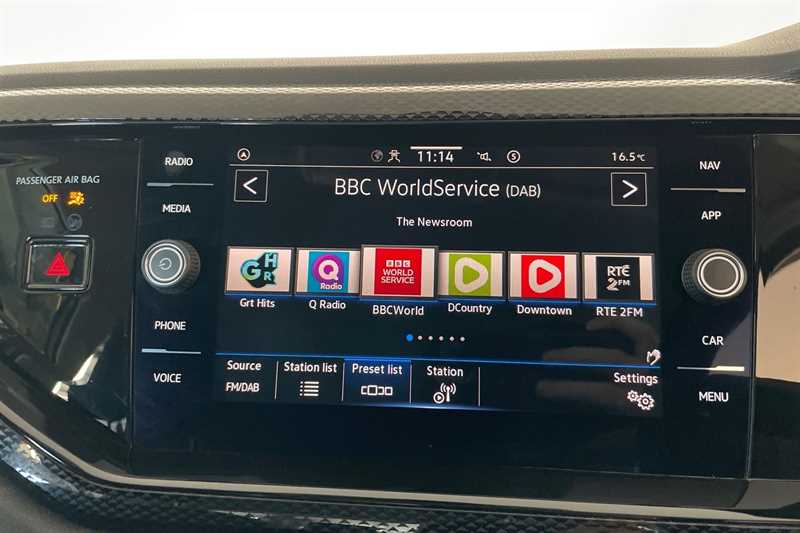 RADIO
MEDIA
PHONE
VOICE
PASSENGER AIR BAG
OFF
11:14
S
16.5°C
BBC WorldService (DAB)
The Newsroom
GHR
Q Radio
BBC WORLD SERVICE
RTÉ 2FM
Grt Hits
Q Radio
BBCWorld
DCountry
Downtown
RTE 2FM
Source
FM/DAB
Station list
Preset list
Station
Settings
NAV
APP
CAR
MENU